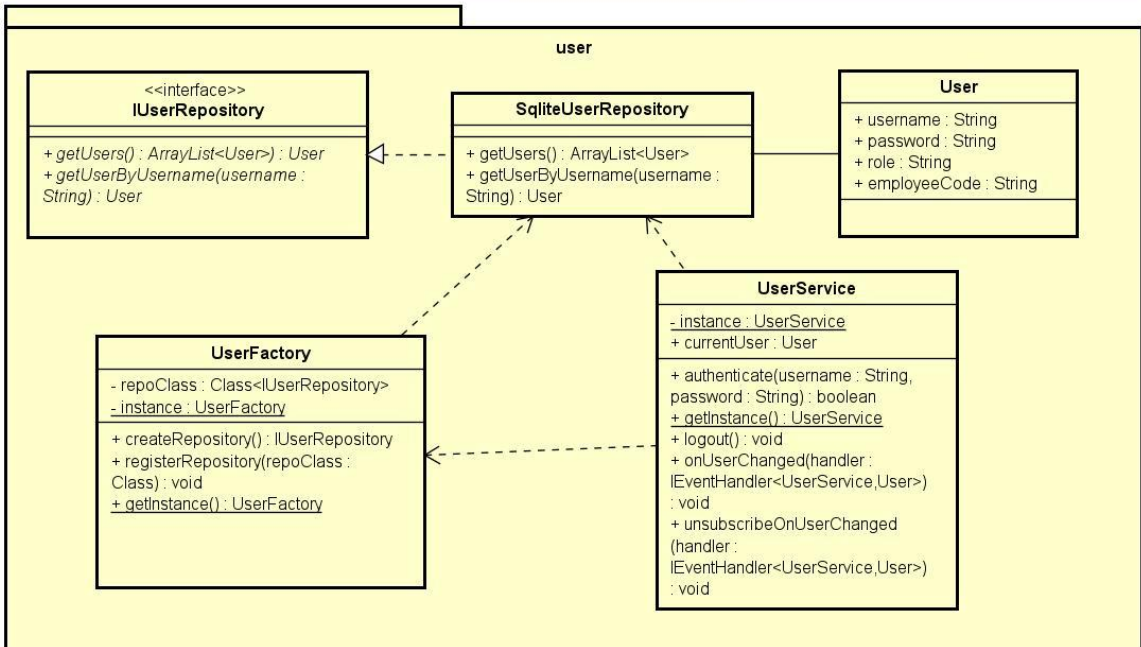 user
<<interface>>
IUserRepository
+ getUsers() : ArrayList<User>) : User
+ getUserByUsername(username :
String) : User
SqliteUserRepository
+ getUsers() : ArrayList<User>
+ getUserByUsername(username :
String) : User
User
+ username : String
+ password : String
+ role : String
+ employeeCode : String
UserFactory
- repoClass : Class<IUserRepository>
- instance : UserFactory
+ createRepository() : IUserRepository
+ registerRepository(repoClass :
Class) : void
+ getInstance() : UserFactory
UserService
- instance : UserService
+ currentUser : User
+ authenticate(username : String,
password : String) : boolean
+ getInstance() : UserService
+ logout() : void
+ onUserChanged(handler :
IEventHandler<UserService,User>)
: void
+ unsubscribeOnUserChanged
(handler :
IEventHandler<UserService,User>)
: void